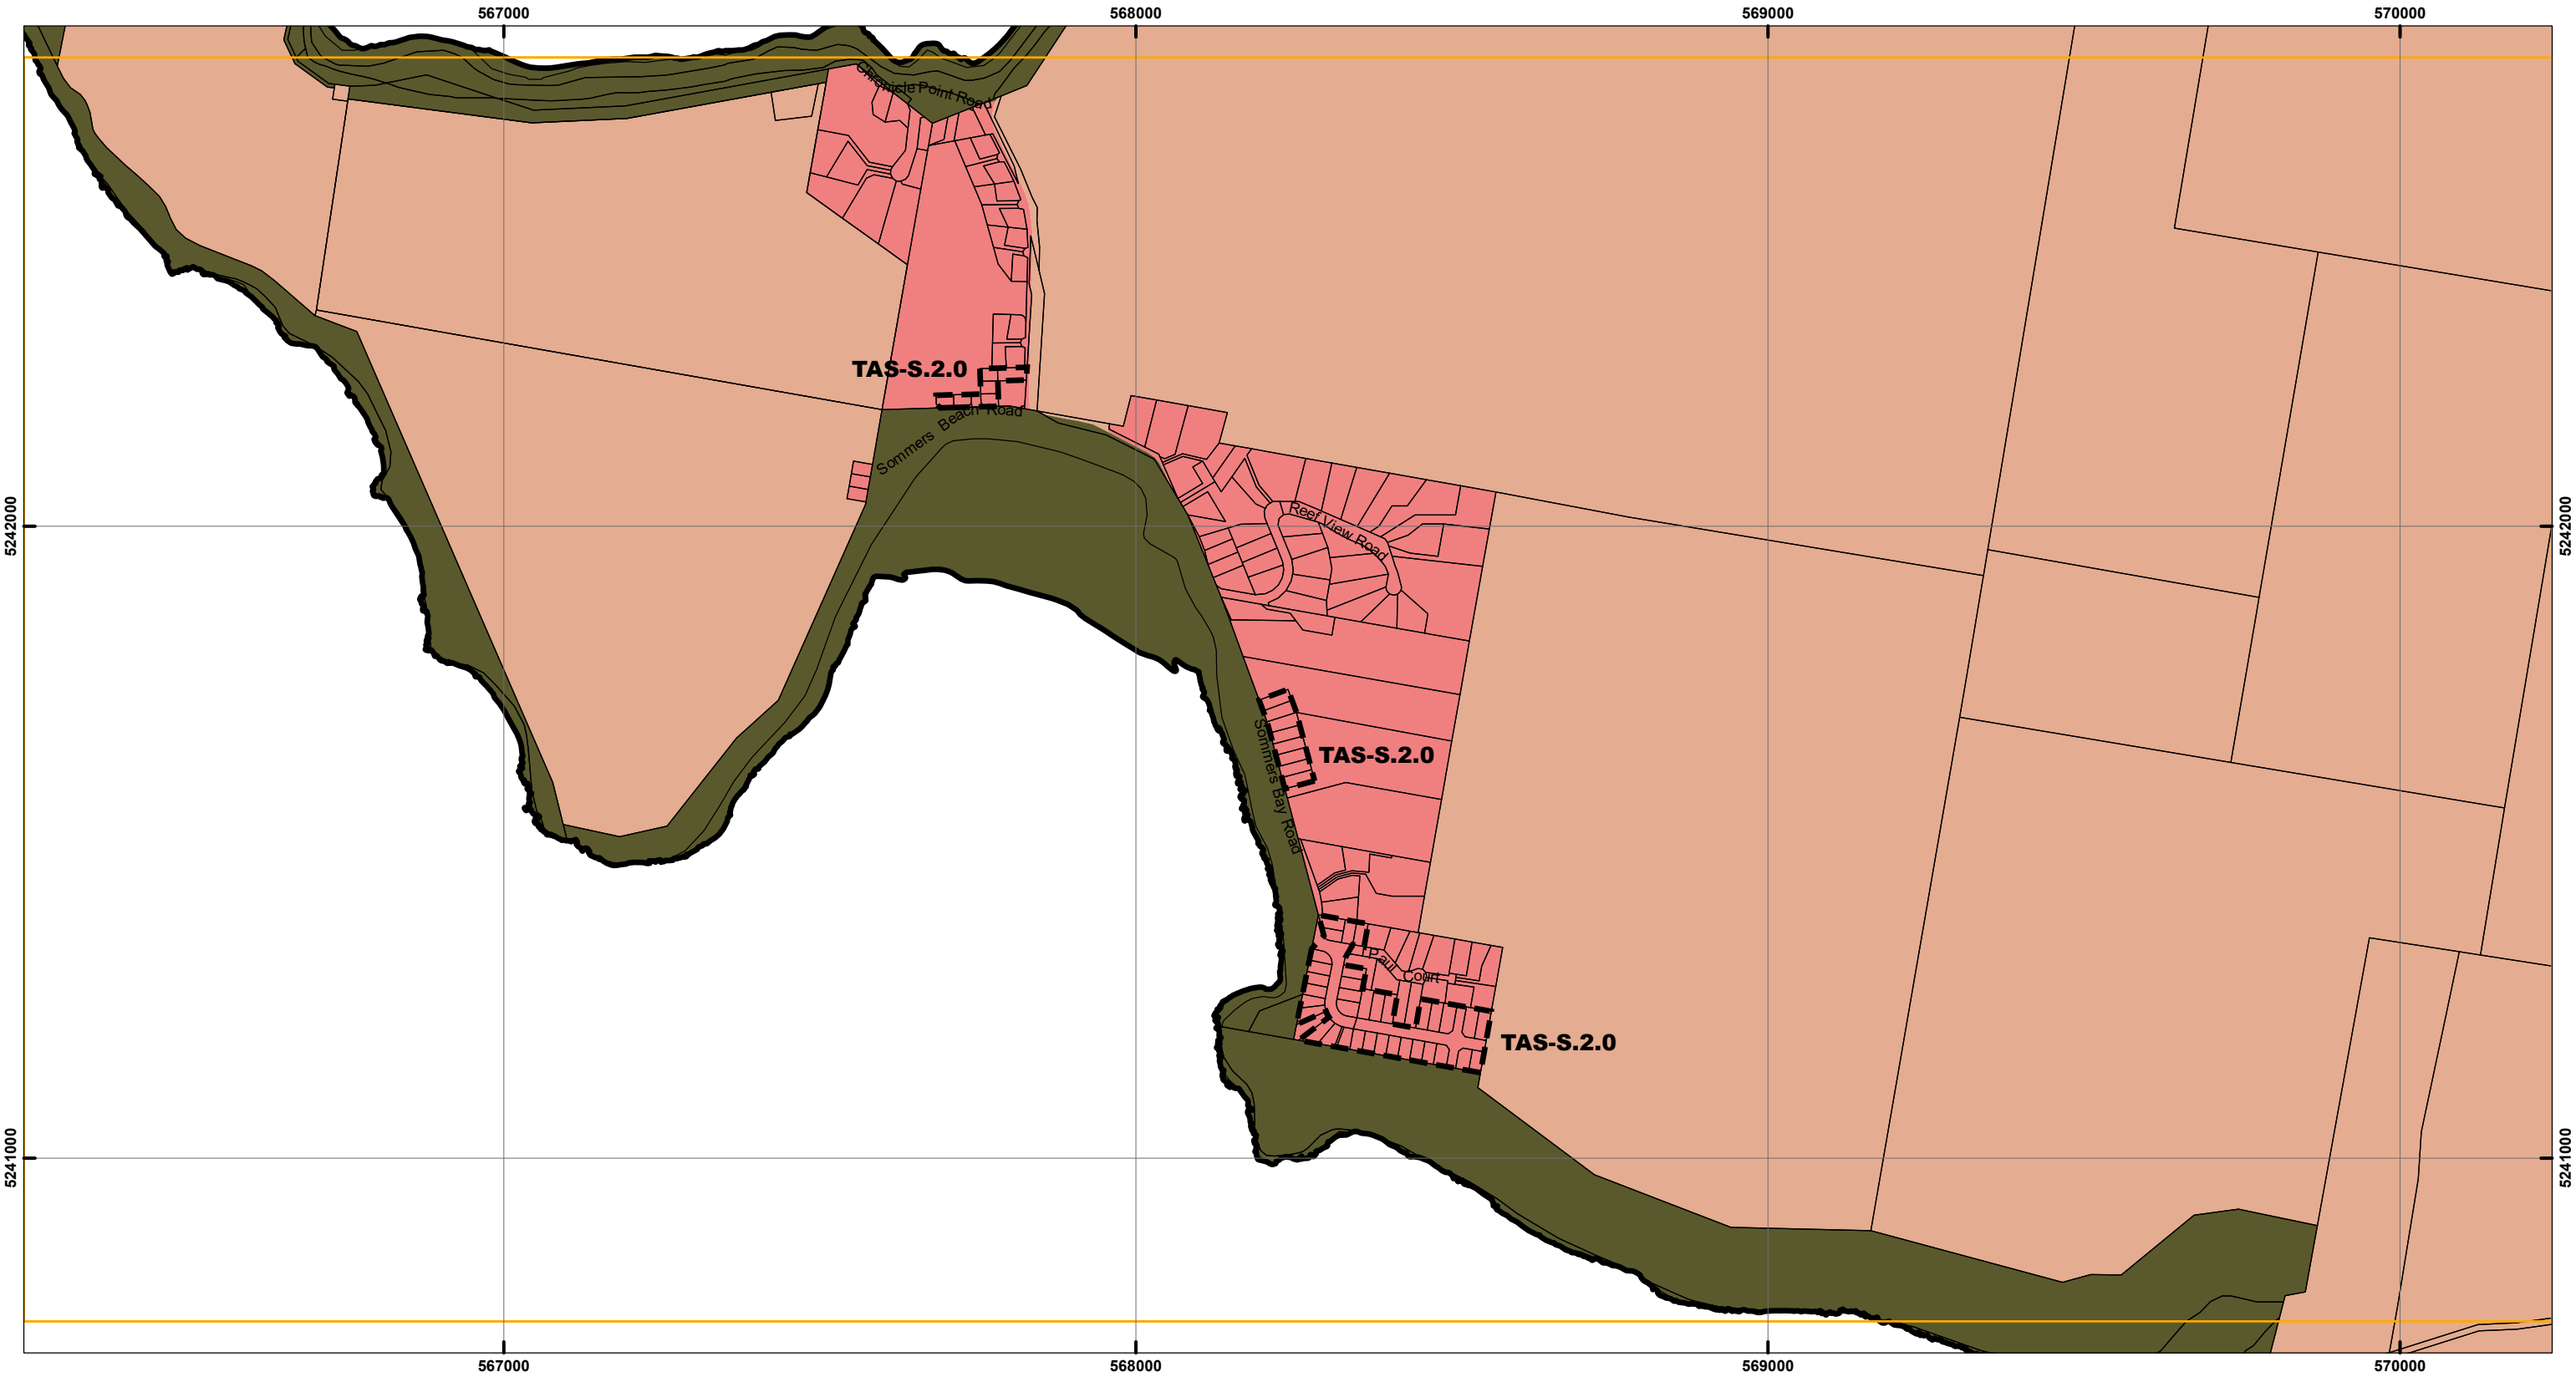 567000
568000
569000
570000
Chronicle Point Road
TAS-S.2.0
Sommers Beach Road
5242000
5242000
Reef View Road
Sommers Bay Road
TAS-S.2.0
Paul Court
TAS-S.2.0
5241000
5241000
567000
568000
569000
570000